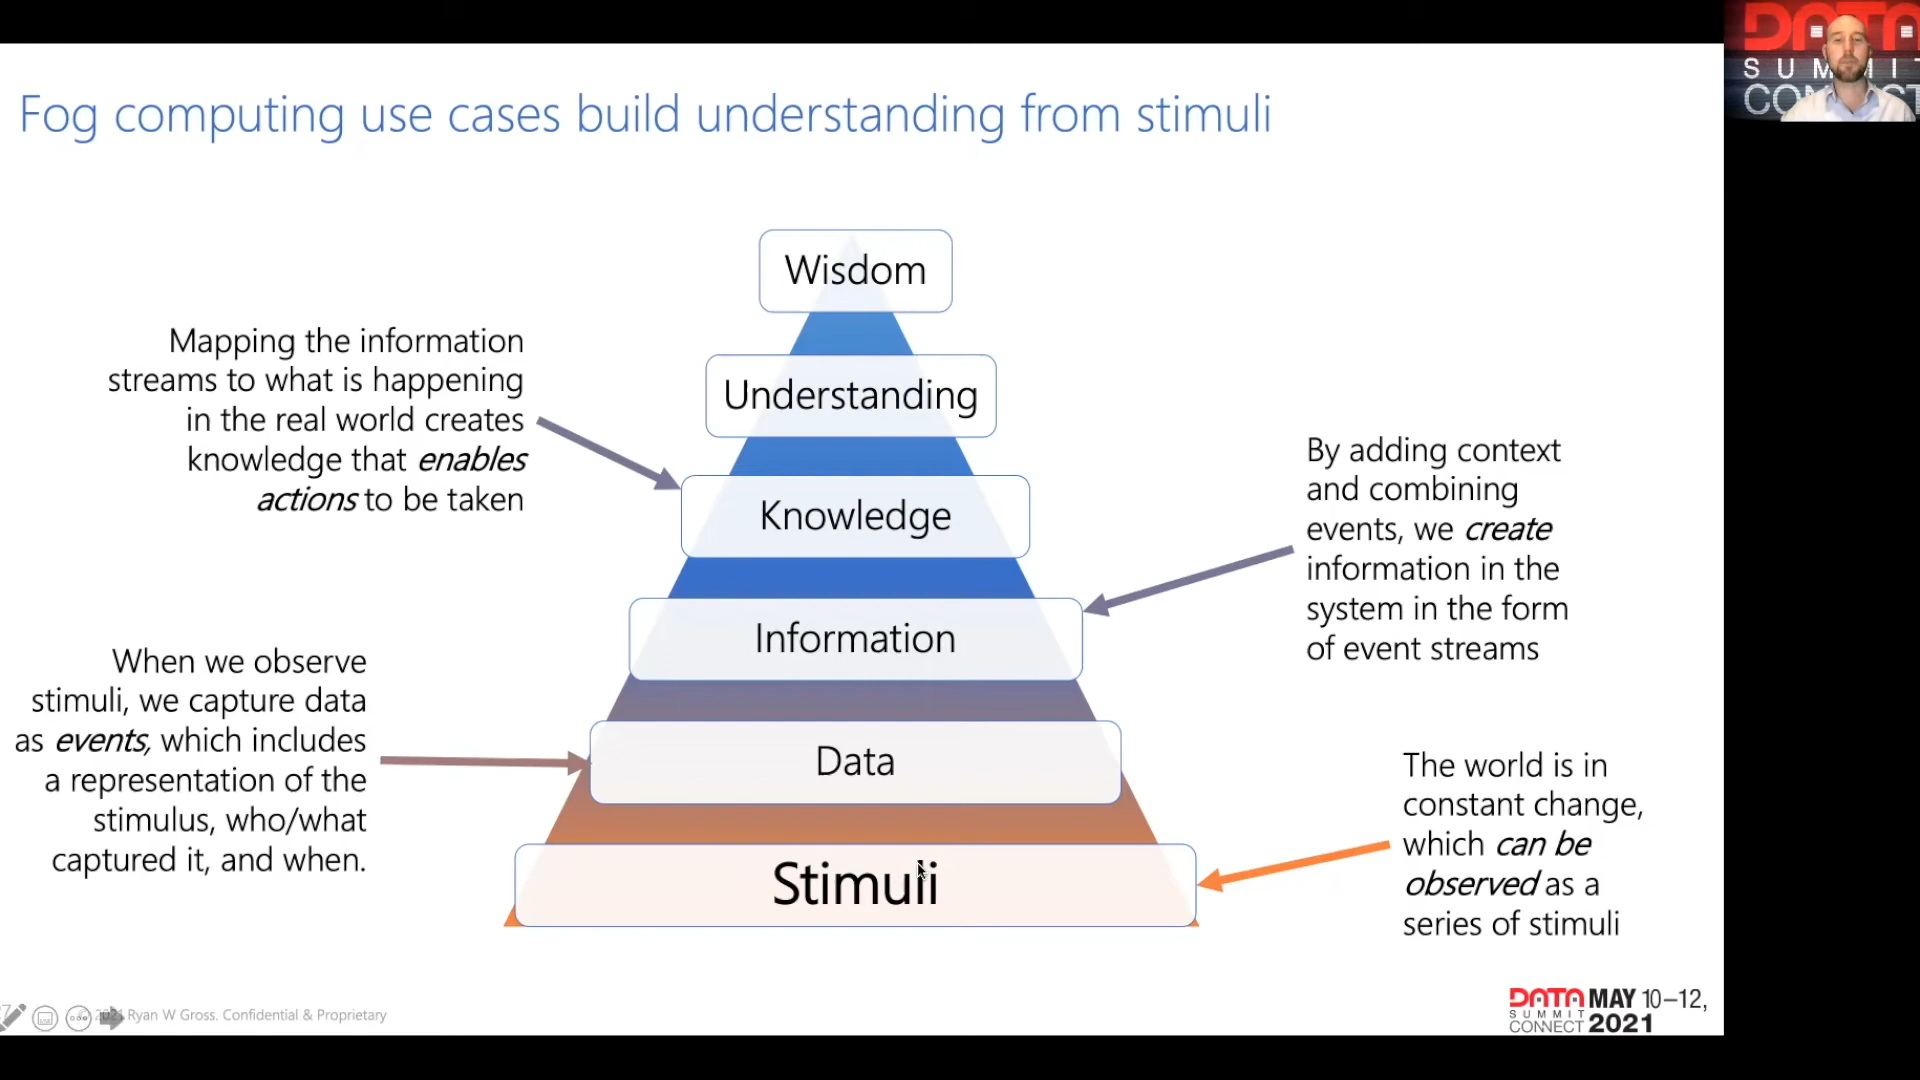 Fog computing use cases build understanding from stimuli
Wisdom
Understanding
Knowledge
Information
Data
Stimuli
Mapping the information
streams to what is happening
in the real world creates
knowledge that enables
actions to be taken
By adding context
and combining
events, we create
information in the
system in the form
of event streams
When we observe
stimuli, we capture data
as events, which includes
a representation of the
stimulus, who/what
captured it, and when.
The world is in
constant change,
which can be
observed as a
series of stimuli
Ryan W Gross. Confidential & Proprietary
DATA MAY 10–12,
SUMMIT
CONNECT 2021
DATA
SUMMIT